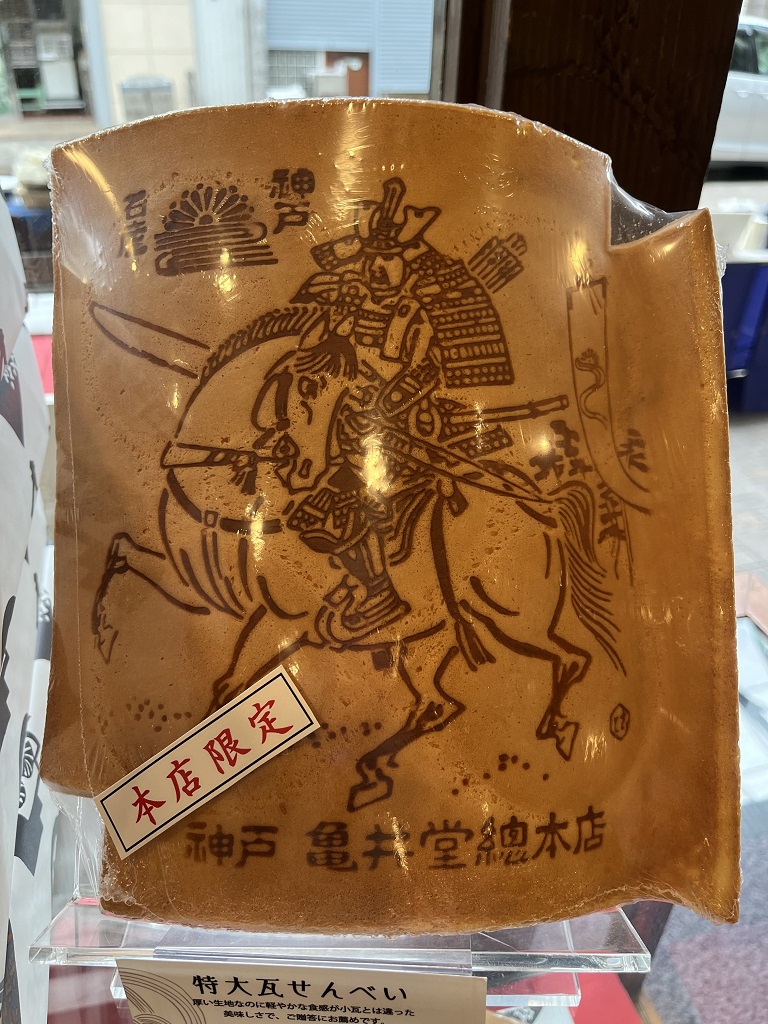 神戸
本店限定
神戸 亀井堂總本店
特大瓦せんべい
厚い生地なのに軽やかな食感が小瓦とは違った
美味しさで、ご贈答にお薦めです。